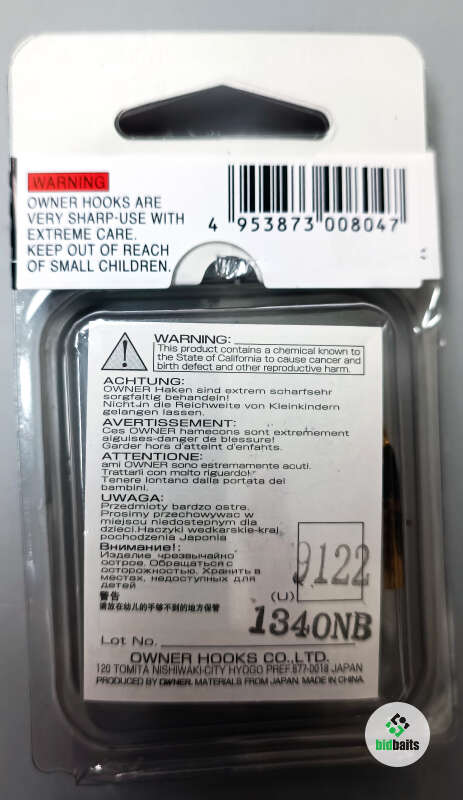 WARNING
OWNER HOOKS ARE
VERY SHARP-USE WITH
EXTREME CARE.
KEEP OUT OF REACH
OF SMALL CHILDREN.
4 953873 008047
WARNING:
This product contains a chemical known to
the State of California to cause cancer and
birth defect and other reproductive harm.
ACHTUNG:
OWNER Haken sind extrem scharfsehr
sorgfaltig behandeln!
Nicht in die Reichweite von Kleinkindern
gelangen lassen.
AVERTISSEMENT:
Ces OWNER hamecons sont extremement
aiguises-danger de blessure!
Garder hors d'atteint d'enfants.
ATTENTIONE:
ami OWNER sono estremamente acuti.
Trattarli con molto riguardo!
Tenere lontano dalla portata dei
bambini.
UWAGA:
Przedmioty bardzo ostre.
Prosimy przechowywac w
miejscu niedostepnym dla
dzieci.Haczyki wedkarskie-kraj
pochodzenia Japonia
Внимание!:
Изделие чрезвычайно
острое. Обращаться с
осторожностью. Хранить в
местах, недоступных для
детей
警告
请放在幼儿的手够不到的地方保管
(U) 9122
1340NB
Lot No.
OWNER HOOKS CO.,LTD.
120 TOMITA NISHIWAKI-CITY HYOGO PREF.677-0018 JAPAN
PRODUCED BY OWNER. MATERIALS FROM JAPAN. MADE IN CHINA.
bidbaits